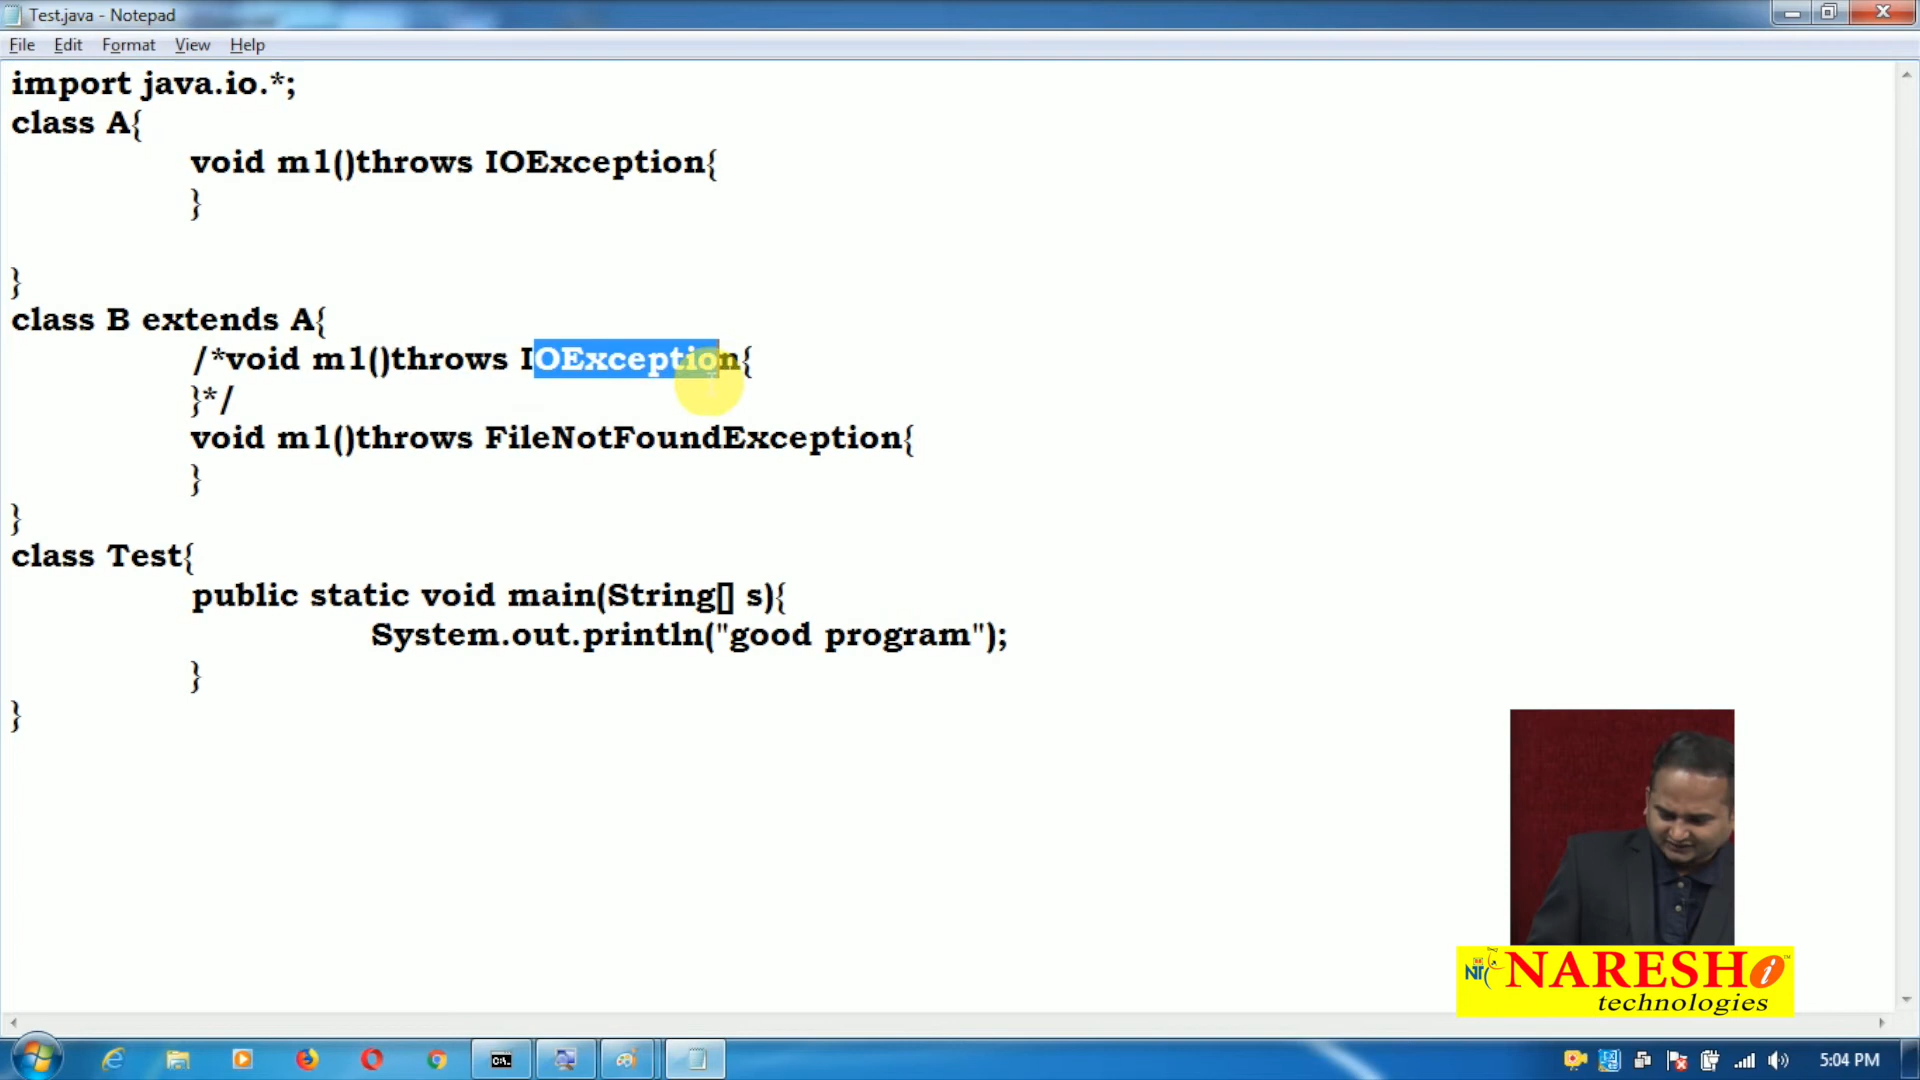 Test.java - Notepad
File Edit Format View Help
import java.io.*;
class A{
void m1()throws IOException{
}
}
class B extends A{
/*void m1()throws IOException{
}*/
void m1()throws FileNotFoundException{
}
}
class Test{
public static void main(String[] s){
System.out.println("good program");
}
}
NARESH i
technologies
5:04 PM